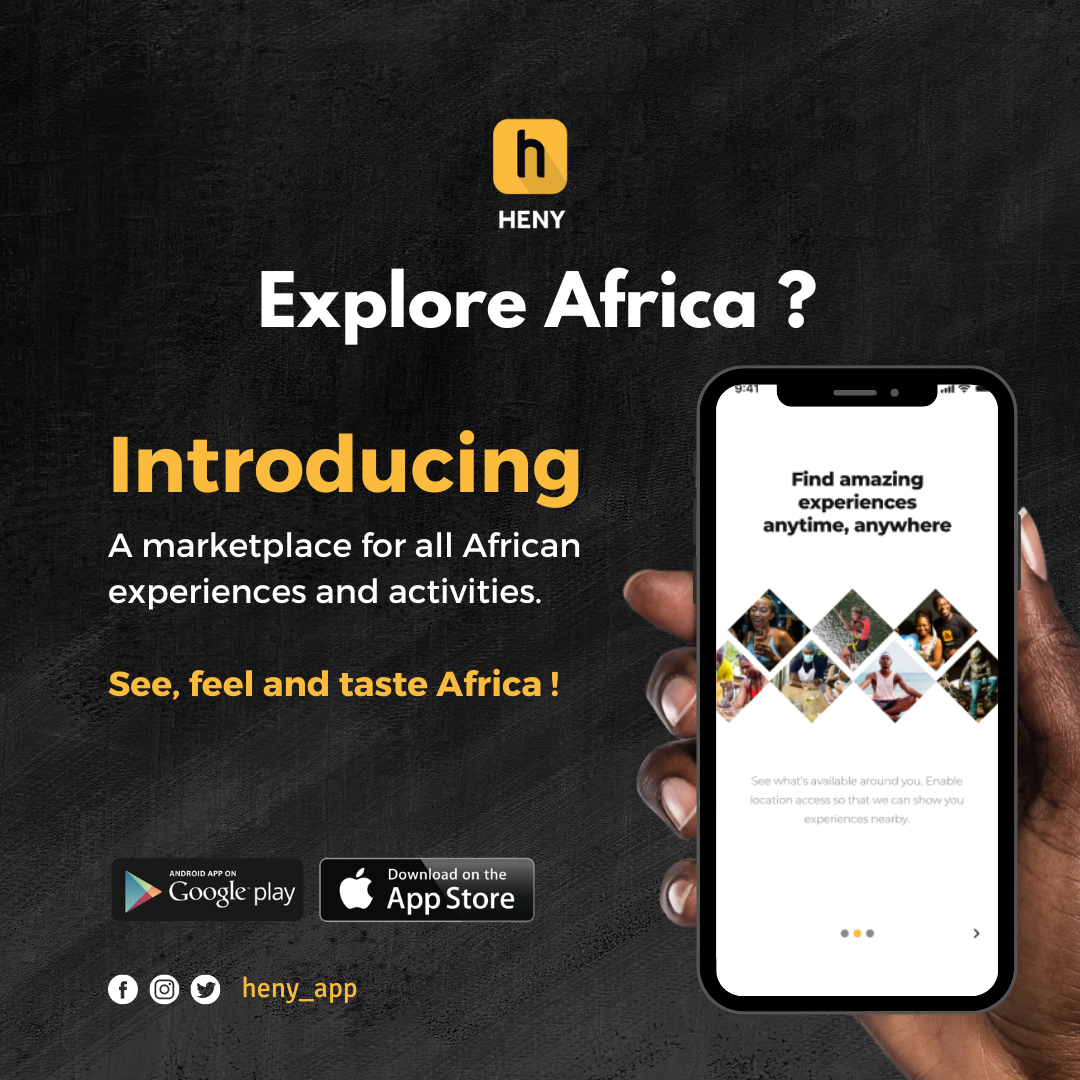 h
HENY
Explore Africa ?
Introducing
A marketplace for all African
experiences and activities.
See, feel and taste Africa !
ANDROID APP ON
Google play
Download on the
App Store
heny_app
9:41
Find amazing
experiences
anytime, anywhere
See what's available around you. Enable
location access so that we can show you
experiences nearby.